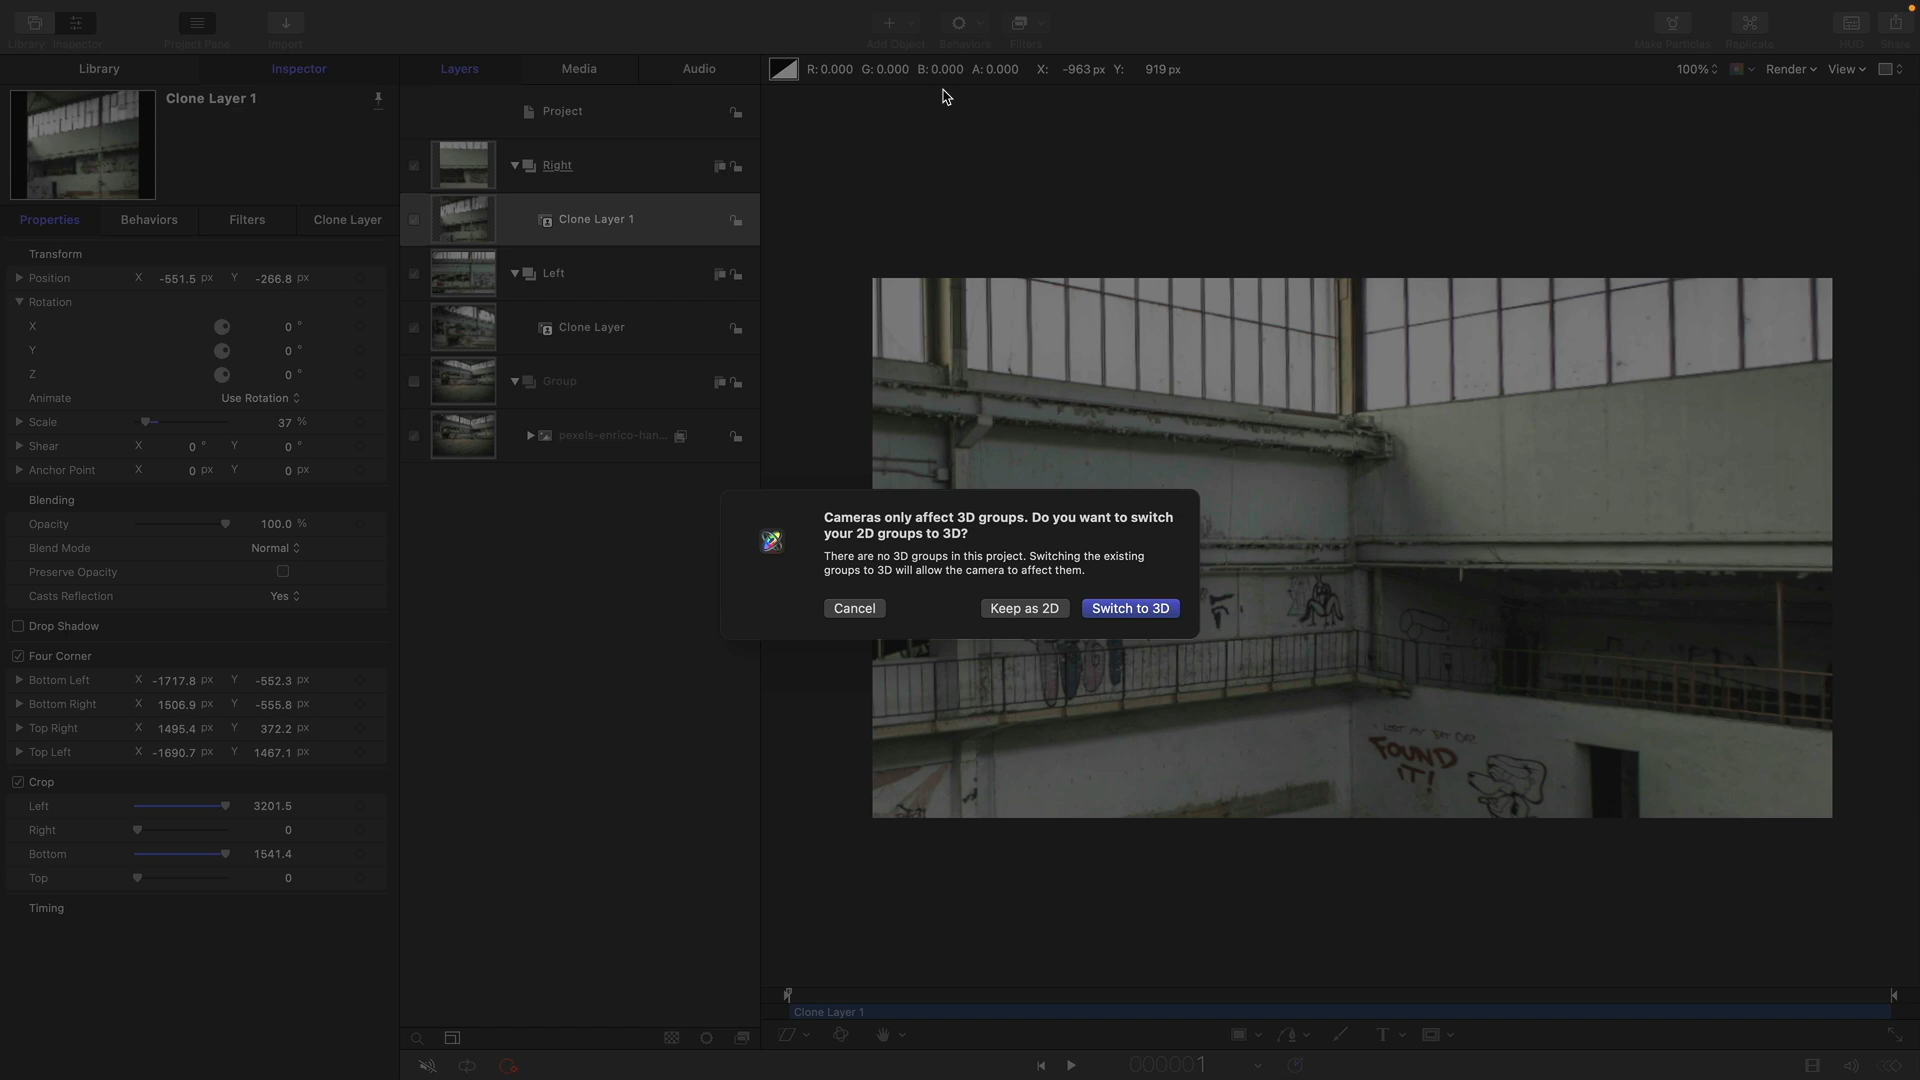 Library Inspector Project Pane Import Add Object Behaviors Filters Make Particles Replicate HUD Share
Library Inspector Layers Media Audio R: 0.000 G: 0.000 B: 0.000 A: 0.000 X: -963 px Y: 919 px 100% Render View
Clone Layer 1
Properties Behaviors Filters Clone Layer
Transform
Position X -551.5 px Y -266.8 px
Rotation
X 0 °
Y 0 °
Z 0 °
Animate Use Rotation
Scale 37 %
Shear X 0 ° Y 0 °
Anchor Point X 0 px Y 0 px
Blending
Opacity 100.0 %
Blend Mode Normal
Preserve Opacity
Casts Reflection Yes
Drop Shadow
Four Corner
Bottom Left X -1717.8 px Y -552.3 px
Bottom Right X 1506.9 px Y -555.8 px
Top Right X 1495.4 px Y 372.2 px
Top Left X -1690.7 px Y 1467.1 px
Crop
Left 3201.5
Right 0
Bottom 1541.4
Top 0
Timing
Project
Right
Clone Layer 1
Left
Clone Layer
Group
pexels-enrico-han...
Cameras only affect 3D groups. Do you want to switch
your 2D groups to 3D?
There are no 3D groups in this project. Switching the existing
groups to 3D will allow the camera to affect them.
Cancel Keep as 2D Switch to 3D
FOUND
IT!
Clone Layer 1
T
0000001